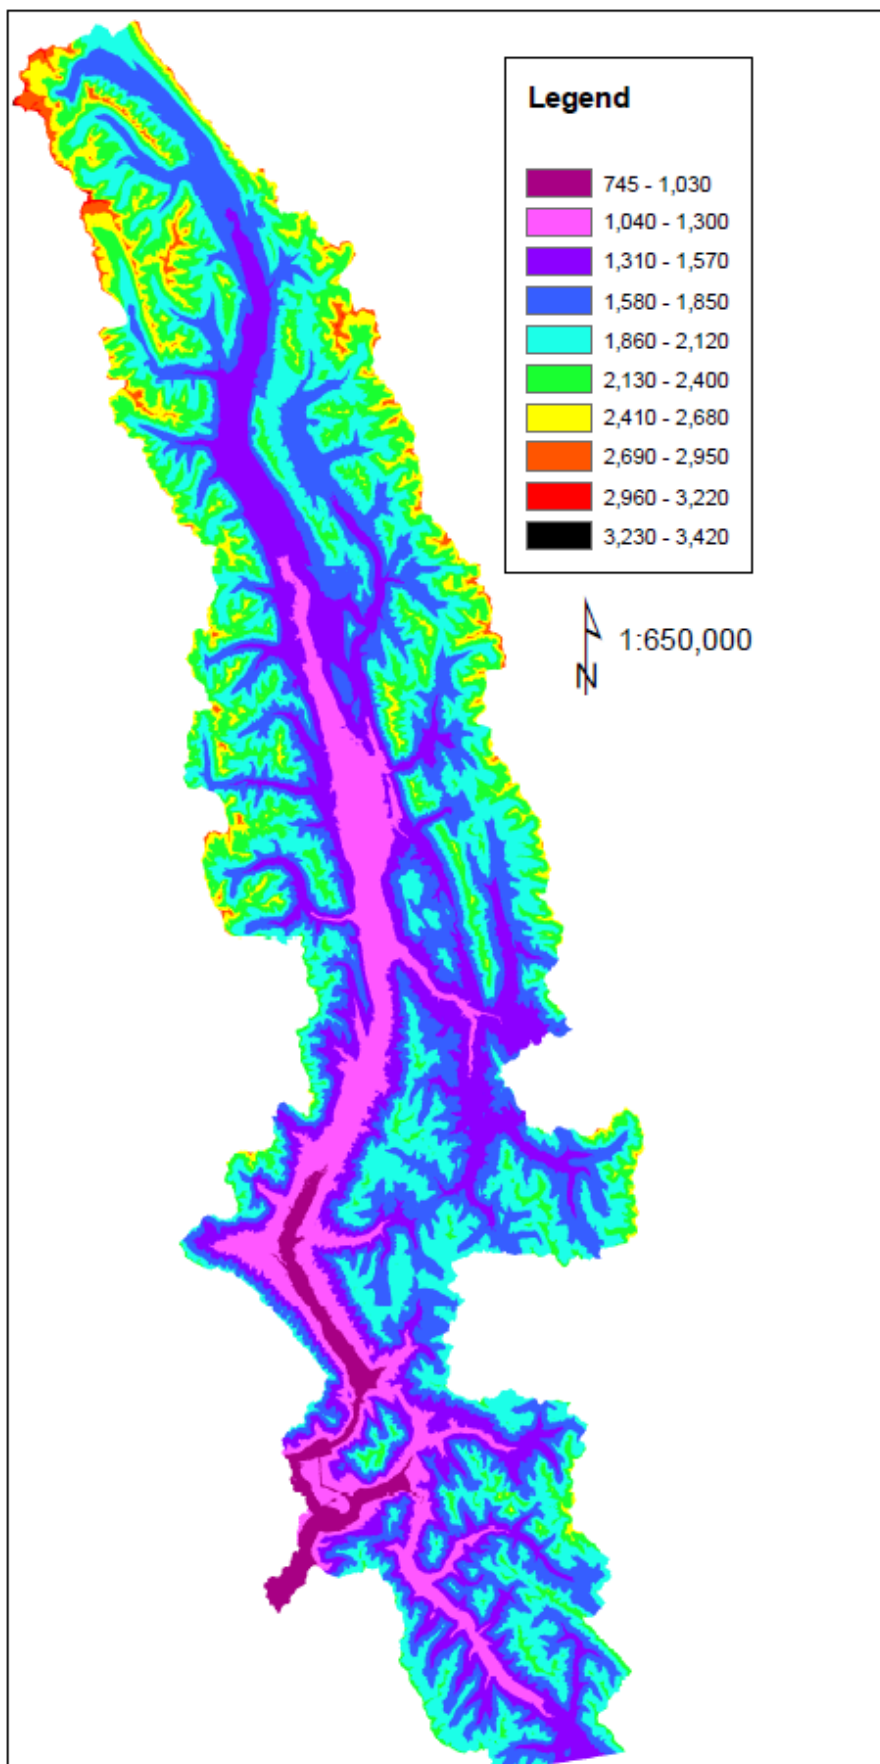 Legend
745 - 1,030
1,040 - 1,300
1,310 - 1,570
1,580 - 1,850
1,860 - 2,120
2,130 - 2,400
2,410 - 2,680
2,690 - 2,950
2,960 - 3,220
3,230 - 3,420
1:650,000
N